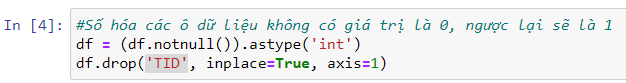 In [4]: #Số hóa các ô dữ liệu không có giá trị là 0, ngược lại sẽ là 1
df = (df.notnull()).astype('int')
df.drop('TID', inplace=True, axis=1)